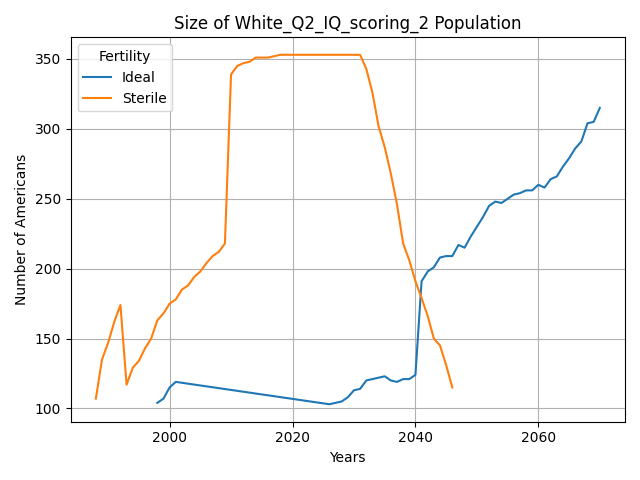 Size of White_Q2_IQ_scoring_2 Population
Fertility
Ideal
Sterile
Number of Americans
350
300
250
200
150
100
2000
2020
2040
2060
Years